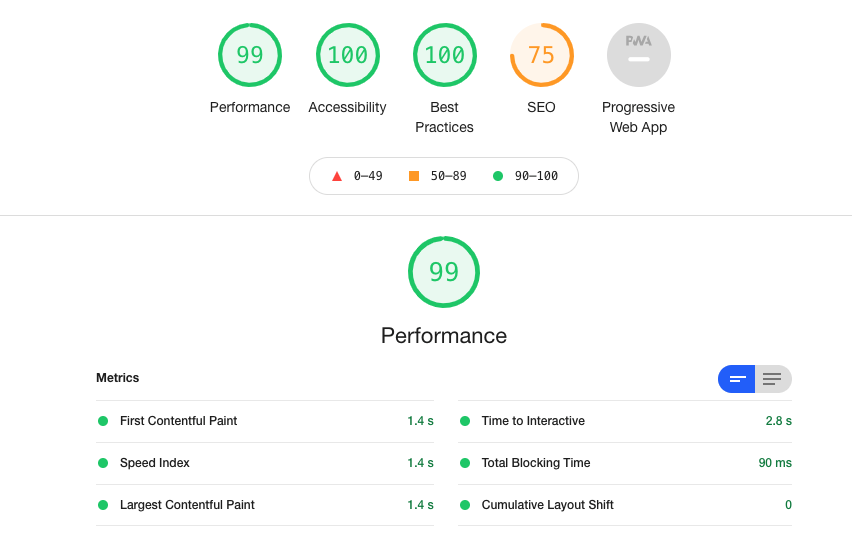 99
100
100
75
PWA
Performance
Accessibility
Best
Practices
SEO
Progressive
Web App
0–49
50–89
90–100
99
Performance
Metrics
First Contentful Paint 1.4 s
Time to Interactive 2.8 s
Speed Index 1.4 s
Total Blocking Time 90 ms
Largest Contentful Paint 1.4 s
Cumulative Layout Shift 0